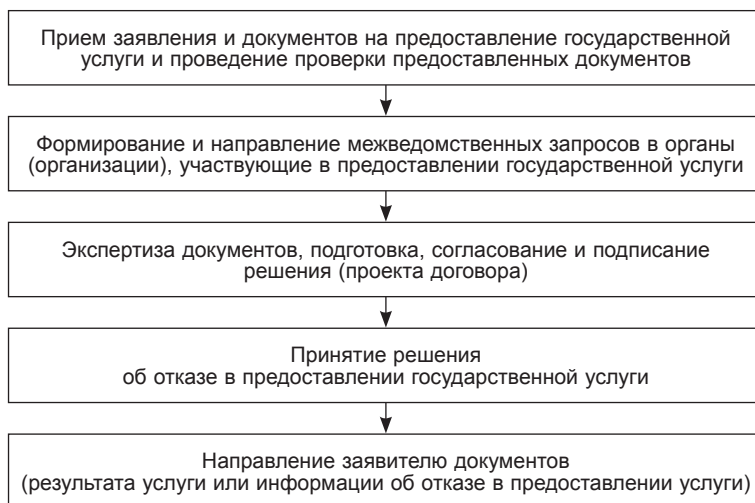 Прием заявления и документов на предоставление государственной
услуги и проведение проверки предоставленных документов
Формирование и направление межведомственных запросов в органы
(организации), участвующие в предоставлении государственной услуги
Экспертиза документов, подготовка, согласование и подписание
решения (проекта договора)
Принятие решения
об отказе в предоставлении государственной услуги
Направление заявителю документов
(результата услуги или информации об отказе в предоставлении услуги)